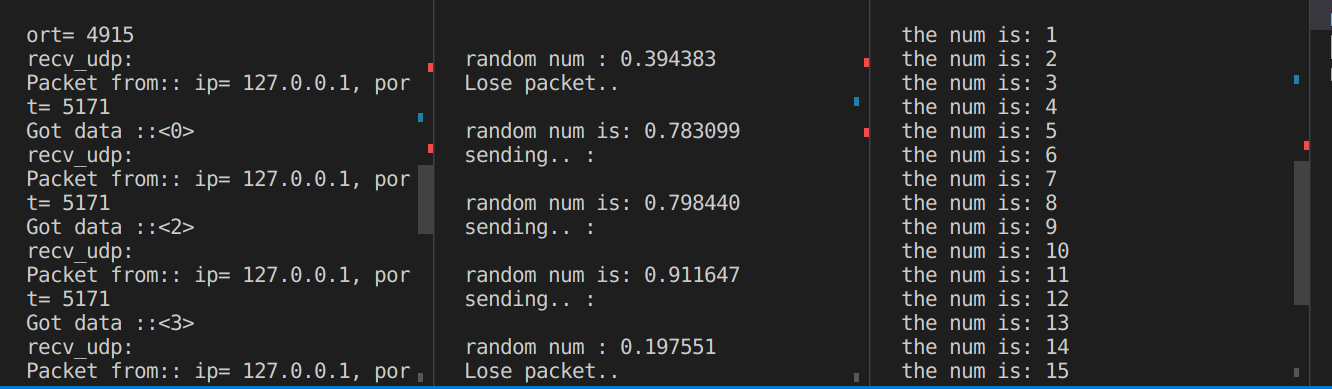 ort= 4915
recv_udp:
Packet from:: ip= 127.0.0.1, por
t= 5171
Got data ::<0>
recv_udp:
Packet from:: ip= 127.0.0.1, por
t= 5171
Got data ::<2>
recv_udp:
Packet from:: ip= 127.0.0.1, por
t= 5171
Got data ::<3>
recv_udp:
Packet from:: ip= 127.0.0.1, por
random num : 0.394383
Lose packet..
random num is: 0.783099
sending.. :
random num is: 0.798440
sending.. :
random num is: 0.911647
sending.. :
random num : 0.197551
Lose packet..
the num is: 1
the num is: 2
the num is: 3
the num is: 4
the num is: 5
the num is: 6
the num is: 7
the num is: 8
the num is: 9
the num is: 10
the num is: 11
the num is: 12
the num is: 13
the num is: 14
the num is: 15